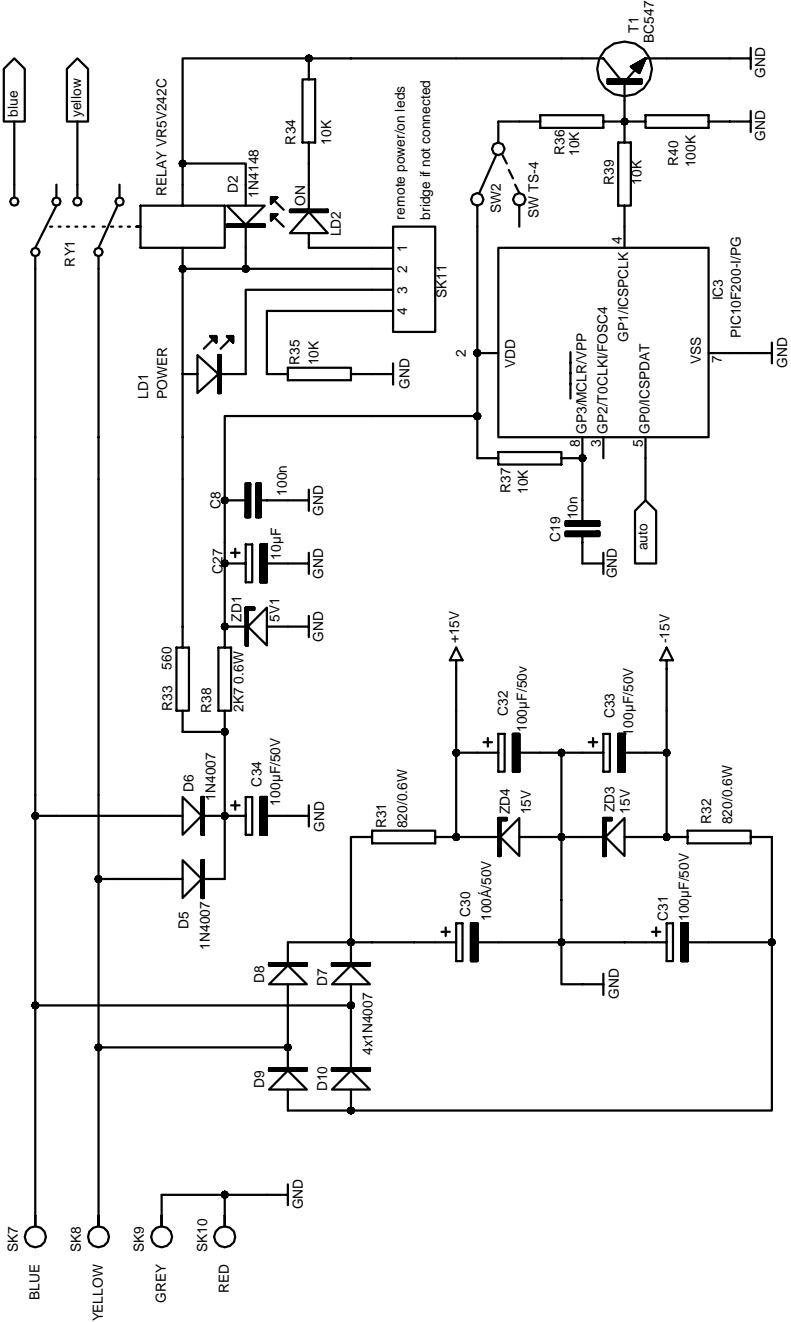 SK7
BLUE
SK8
YELLOW
SK9
GREY
SK10
RED
GND
D9
D10
D8
D7
4x1N4007
D5
1N4007
D6
1N4007
C34
100µF/50V
GND
R31
820/0.6W
C30
100Å/50V
GND
C31
100µF/50V
ZD4
15V
ZD3
15V
R32
820/0.6W
C32
100µF/50v
C33
100µF/50V
+15V
-15V
R33 560
R38
2K7 0.6W
ZD1
5V1
GND
C27
10µF
GND
C8
100n
GND
LD1
POWER
R35
10K
GND
RY1
RELAY VR5V242C
D2
1N4148
ON
LD2
R34
10K
1
2
3
4
SK11
remote power/on leds
bridge if not connected
blue
yellow
R37
10K
C19
10n
GND
auto
2
VDD
8
GP3/MCLR/VPP
3
GP2/T0CLKI/FOSC4
5
GP0/ICSPDAT
4
GP1/ICSPCLK
VSS
7
GND
IC3
PIC10F200-I/PG
SW2
SW TS-4
R36
10K
R39
10K
R40
100K
GND
T1
BC547
GND